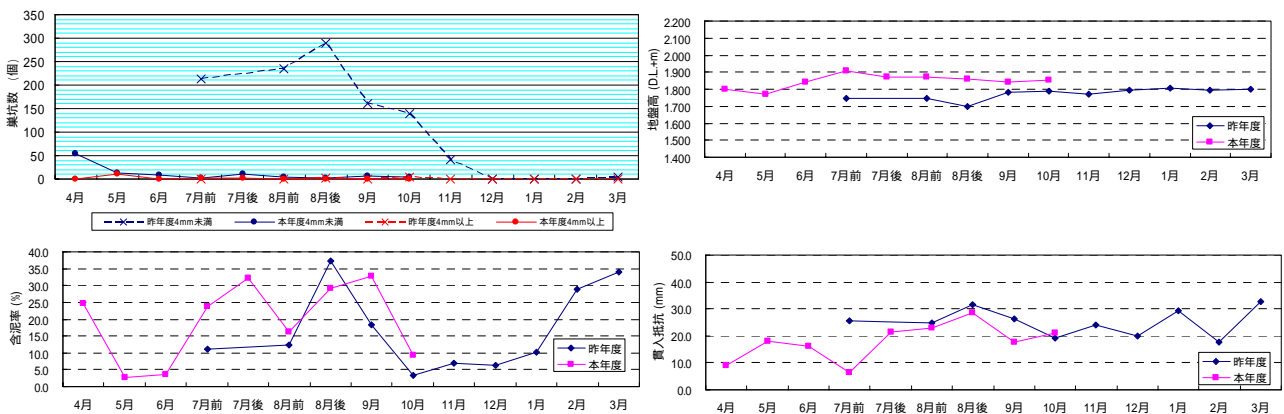 350
300
250
200
150
100
50
0
巣坑数 (個)
4月 5月 6月 7月前 7月後 8月前 8月後 9月 10月 11月 12月 1月 2月 3月
昨年度4mm未満 本年度4mm未満 昨年度4mm以上 本年度4mm以上
2.200
2.100
2.000
1.900
1.800
1.700
1.600
1.500
1.400
地盤高 (D.L.+m)
昨年度
本年度
4月 5月 6月 7月前 7月後 8月前 8月後 9月 10月 11月 12月 1月 2月 3月
40.0
35.0
30.0
25.0
20.0
15.0
10.0
5.0
0.0
含泥率 (%)
昨年度
本年度
4月 5月 6月 7月前 7月後 8月前 8月後 9月 10月 11月 12月 1月 2月 3月
50.0
40.0
30.0
20.0
10.0
0.0
貫入抵抗 (mm)
昨年度
本年度
4月 5月 6月 7月前 7月後 8月前 8月後 9月 10月 11月 12月 1月 2月 3月